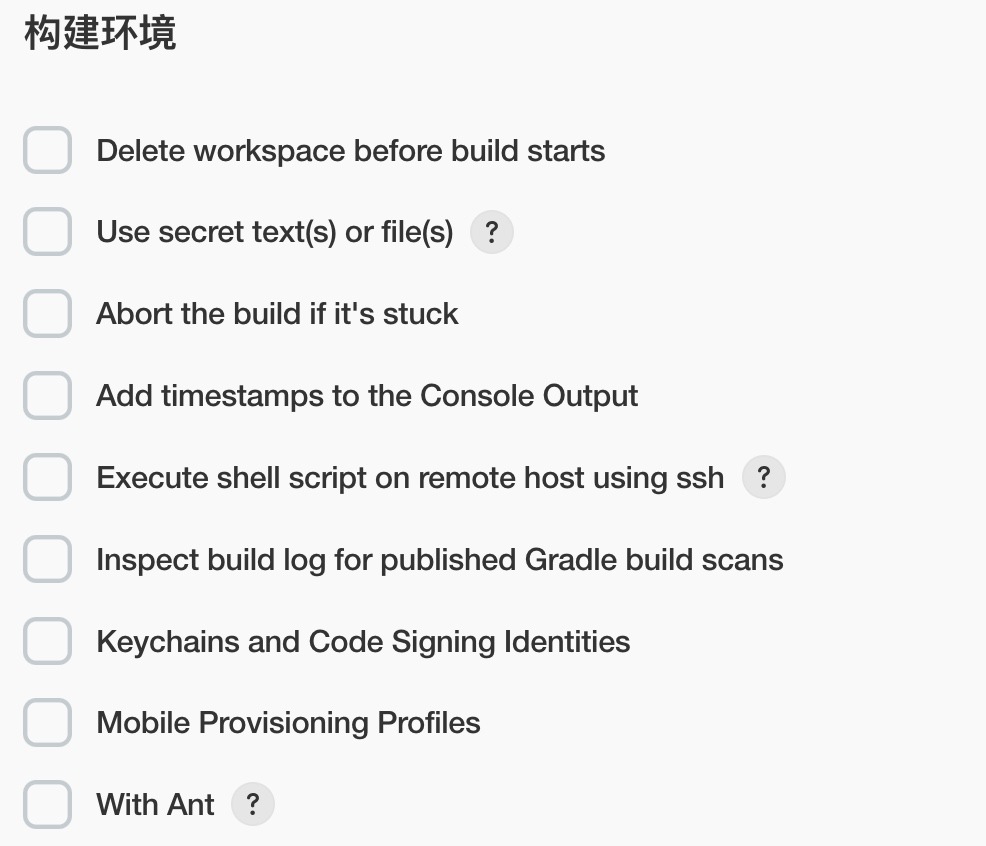 构建环境
Delete workspace before build starts
Use secret text(s) or file(s) ?
Abort the build if it's stuck
Add timestamps to the Console Output
Execute shell script on remote host using ssh ?
Inspect build log for published Gradle build scans
Keychains and Code Signing Identities
Mobile Provisioning Profiles
With Ant ?